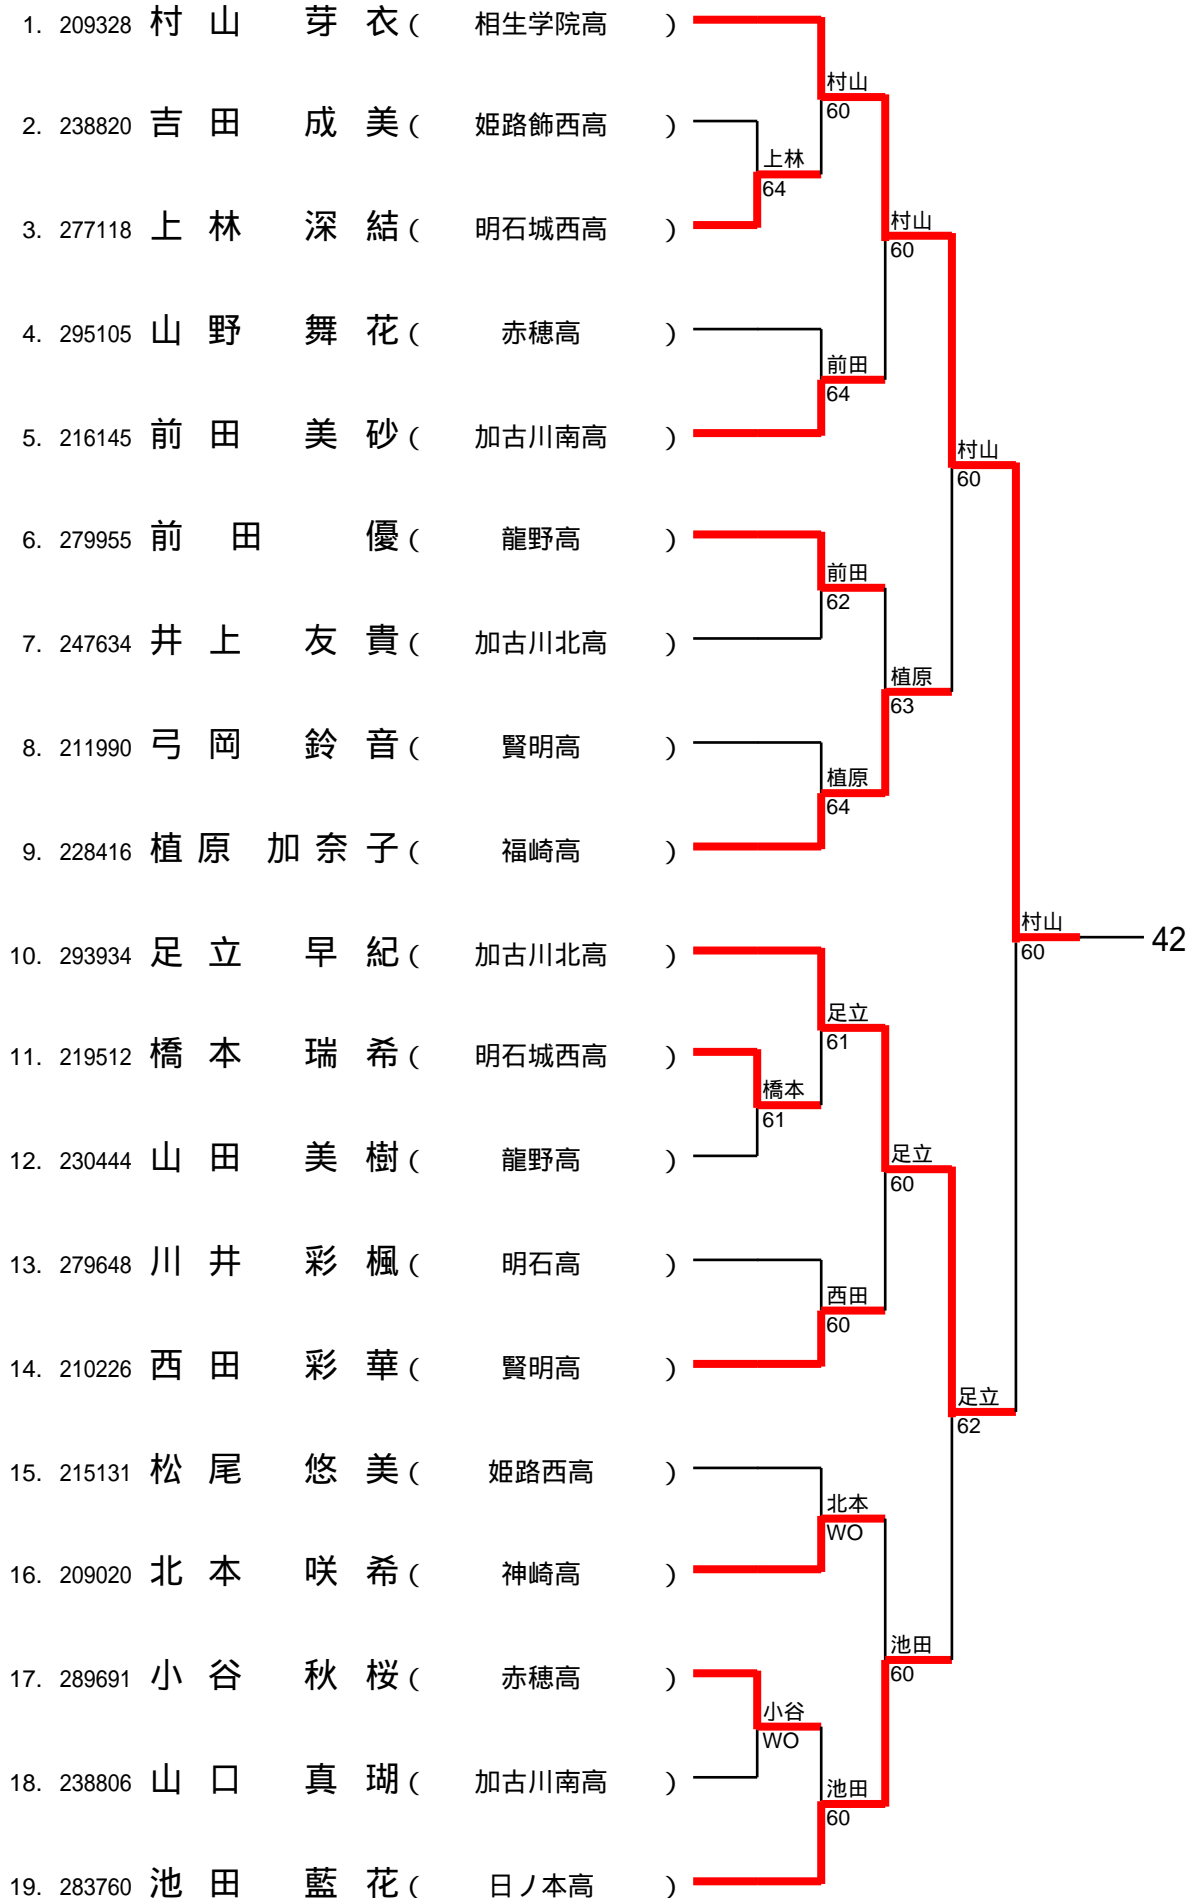 1. 209328 村山 芽衣 ( 相生学院高 )
村山
60
2. 238820 吉田 成美 ( 姫路飾西高 )
上林
64
3. 277118 上林 深結 ( 明石城西高 )
村山
60
4. 295105 山野 舞花 ( 赤穂高 )
前田
64
5. 216145 前田 美砂 ( 加古川南高 )
村山
60
6. 279955 前田 優 ( 龍野高 )
前田
62
7. 247634 井上 友貴 ( 加古川北高 )
植原
63
8. 211990 弓岡 鈴音 ( 賢明高 )
植原
64
9. 228416 植原 加奈子 ( 福崎高 )
村山
60
42
10. 293934 足立 早紀 ( 加古川北高 )
足立
61
11. 219512 橋本 瑞希 ( 明石城西高 )
橋本
61
12. 230444 山田 美樹 ( 龍野高 )
足立
60
13. 279648 川井 彩楓 ( 明石高 )
西田
60
14. 210226 西田 彩華 ( 賢明高 )
足立
62
15. 215131 松尾 悠美 ( 姫路西高 )
北本
WO
16. 209020 北本 咲希 ( 神崎高 )
池田
60
17. 289691 小谷 秋桜 ( 赤穂高 )
小谷
WO
18. 238806 山口 真瑚 ( 加古川南高 )
池田
60
19. 283760 池田 藍花 ( 日ノ本高 )